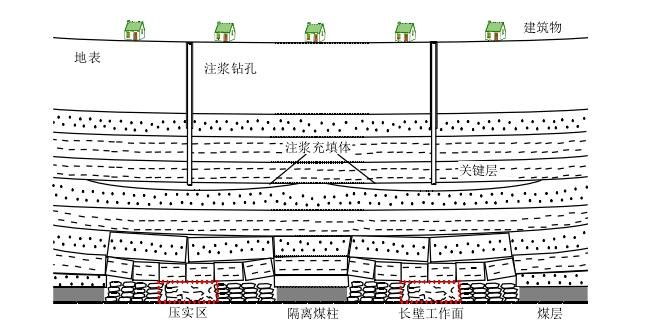 建筑物
地表
注浆钻孔
注浆充填体
关键层
压实区
隔离煤柱
长壁工作面
煤层